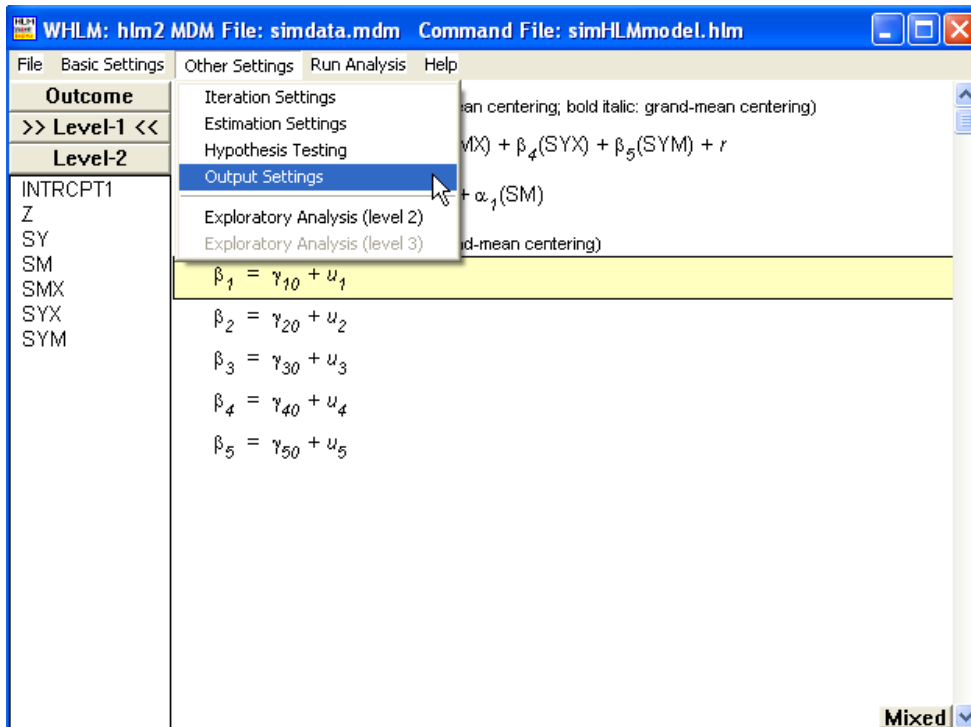 WHLM: hlm2 MDM File: simdata.mdm Command File: simHLMmodel.hlm
File Basic Settings Other Settings Run Analysis Help
Outcome
>> Level-1 <<
Level-2
INTRCPT1
Z
SY
SM
SMX
SYX
SYM
Iteration Settings
Estimation Settings
Hypothesis Testing
Output Settings
Exploratory Analysis (level 2)
Exploratory Analysis (level 3)
an centering; bold italic: grand-mean centering)
MX) + β4(SYX) + β5(SYM) + r
+ α1(SM)
d-mean centering)
β1 = γ10 + u1
β2 = γ20 + u2
β3 = γ30 + u3
β4 = γ40 + u4
β5 = γ50 + u5
Mixed